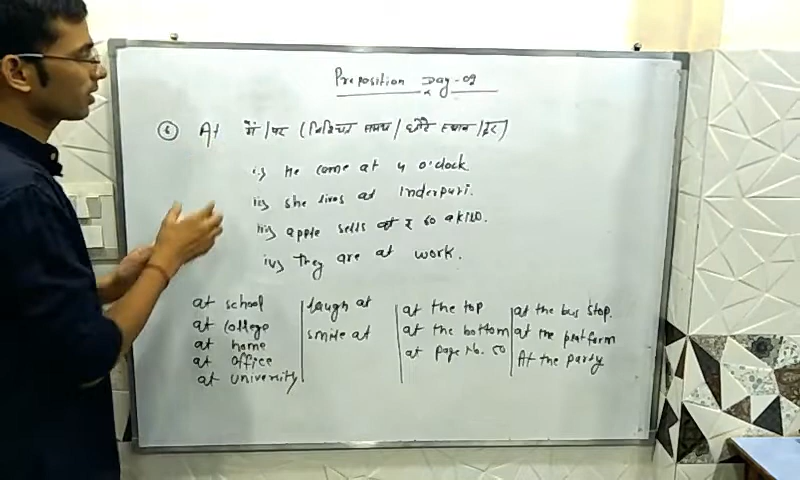 Preposition Day-09
⑥ At में/पर (निश्चित समय/छोटे स्थान/दर)
i) He come at 4 o'clock.
ii) she lives at Inderpuri.
iii) apple sells at ₹ 60 a kilo.
iv) They are at work.
at school
at college
at home
at office
at university
laugh at
smile at
at the top
at the bottom
at page No. 50
at the bus stop.
at the platform
At the party